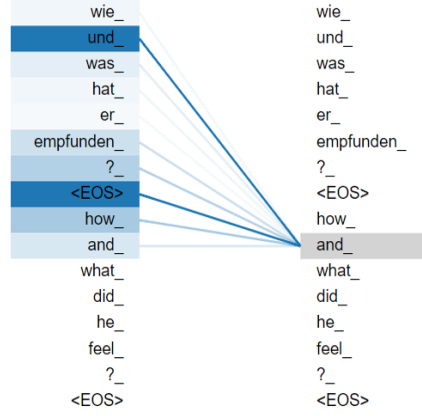 wie_ wie_
und_ und_
was_ was_
hat_ hat_
er_ er_
empfunden_ empfunden_
?_ ?_
<EOS> <EOS>
how_ how_
and_ and_
what_ what_
did_ did_
he_ he_
feel_ feel_
?_ ?_
<EOS> <EOS>